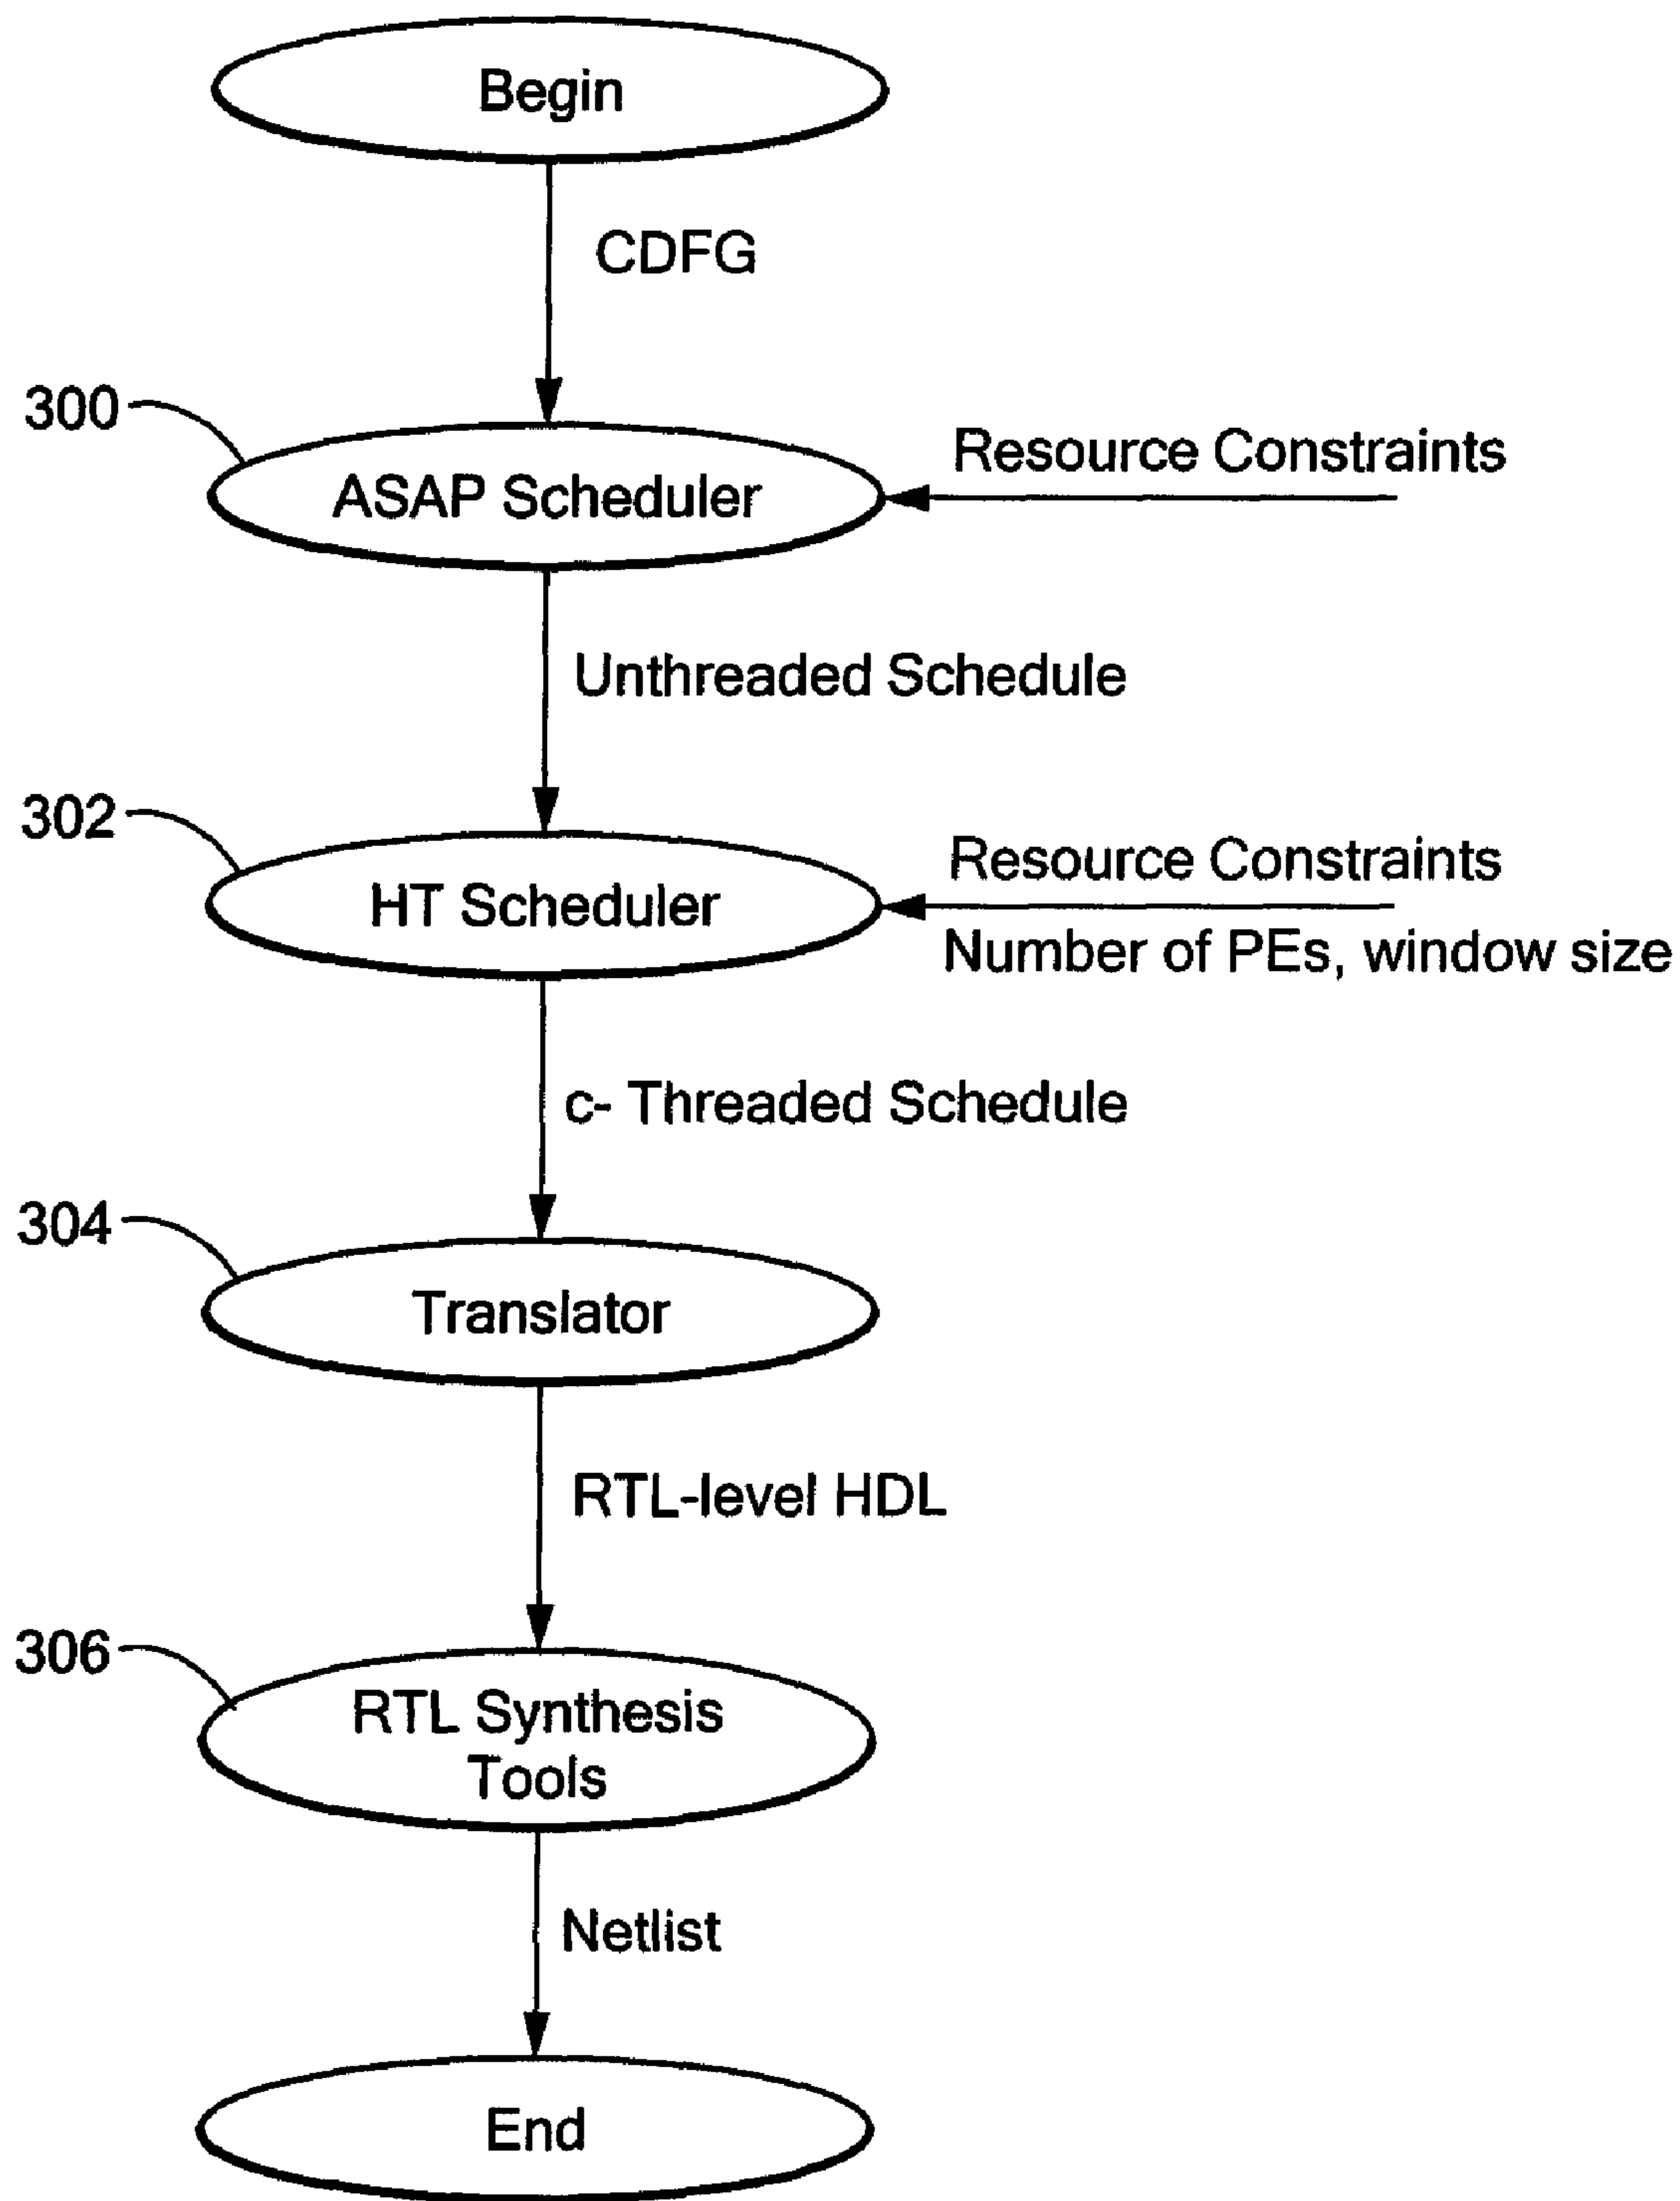 Begin
CDFG
300
ASAP Scheduler
Resource Constraints
Unthreaded Schedule
302
HT Scheduler
Resource Constraints
Number of PEs, window size
c- Threaded Schedule
304
Translator
RTL-level HDL
306
RTL Synthesis
Tools
Netlist
End